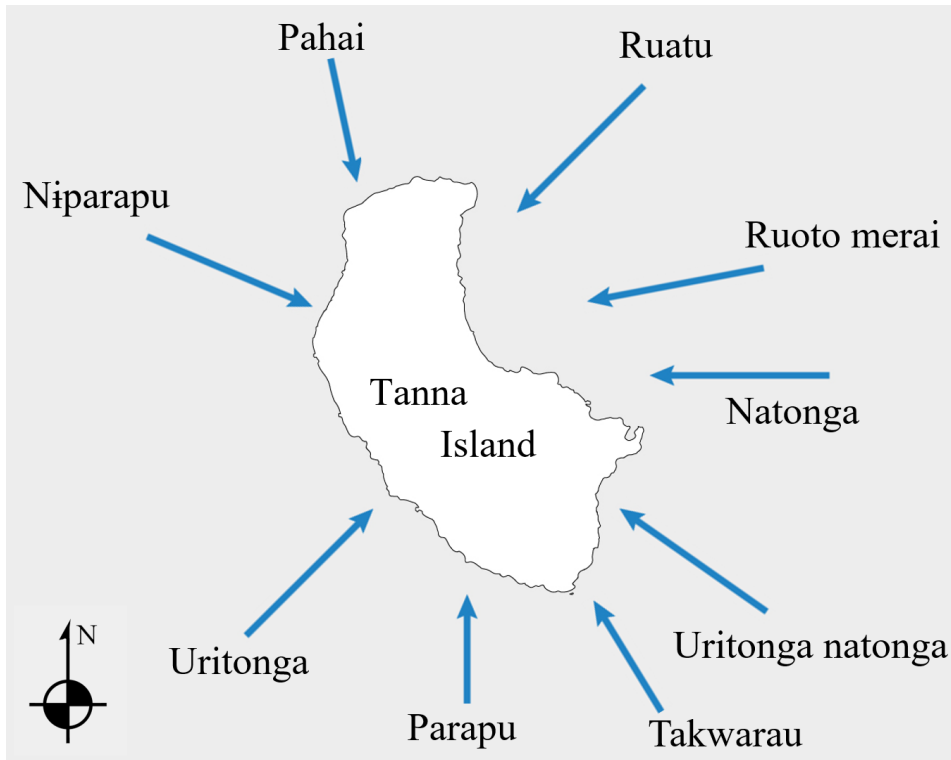 Pahai
Ruatu
Nɨparapu
Ruoto merai
Tanna
Island
Natonga
N
Uritonga
Uritonga natonga
Parapu
Takwarau